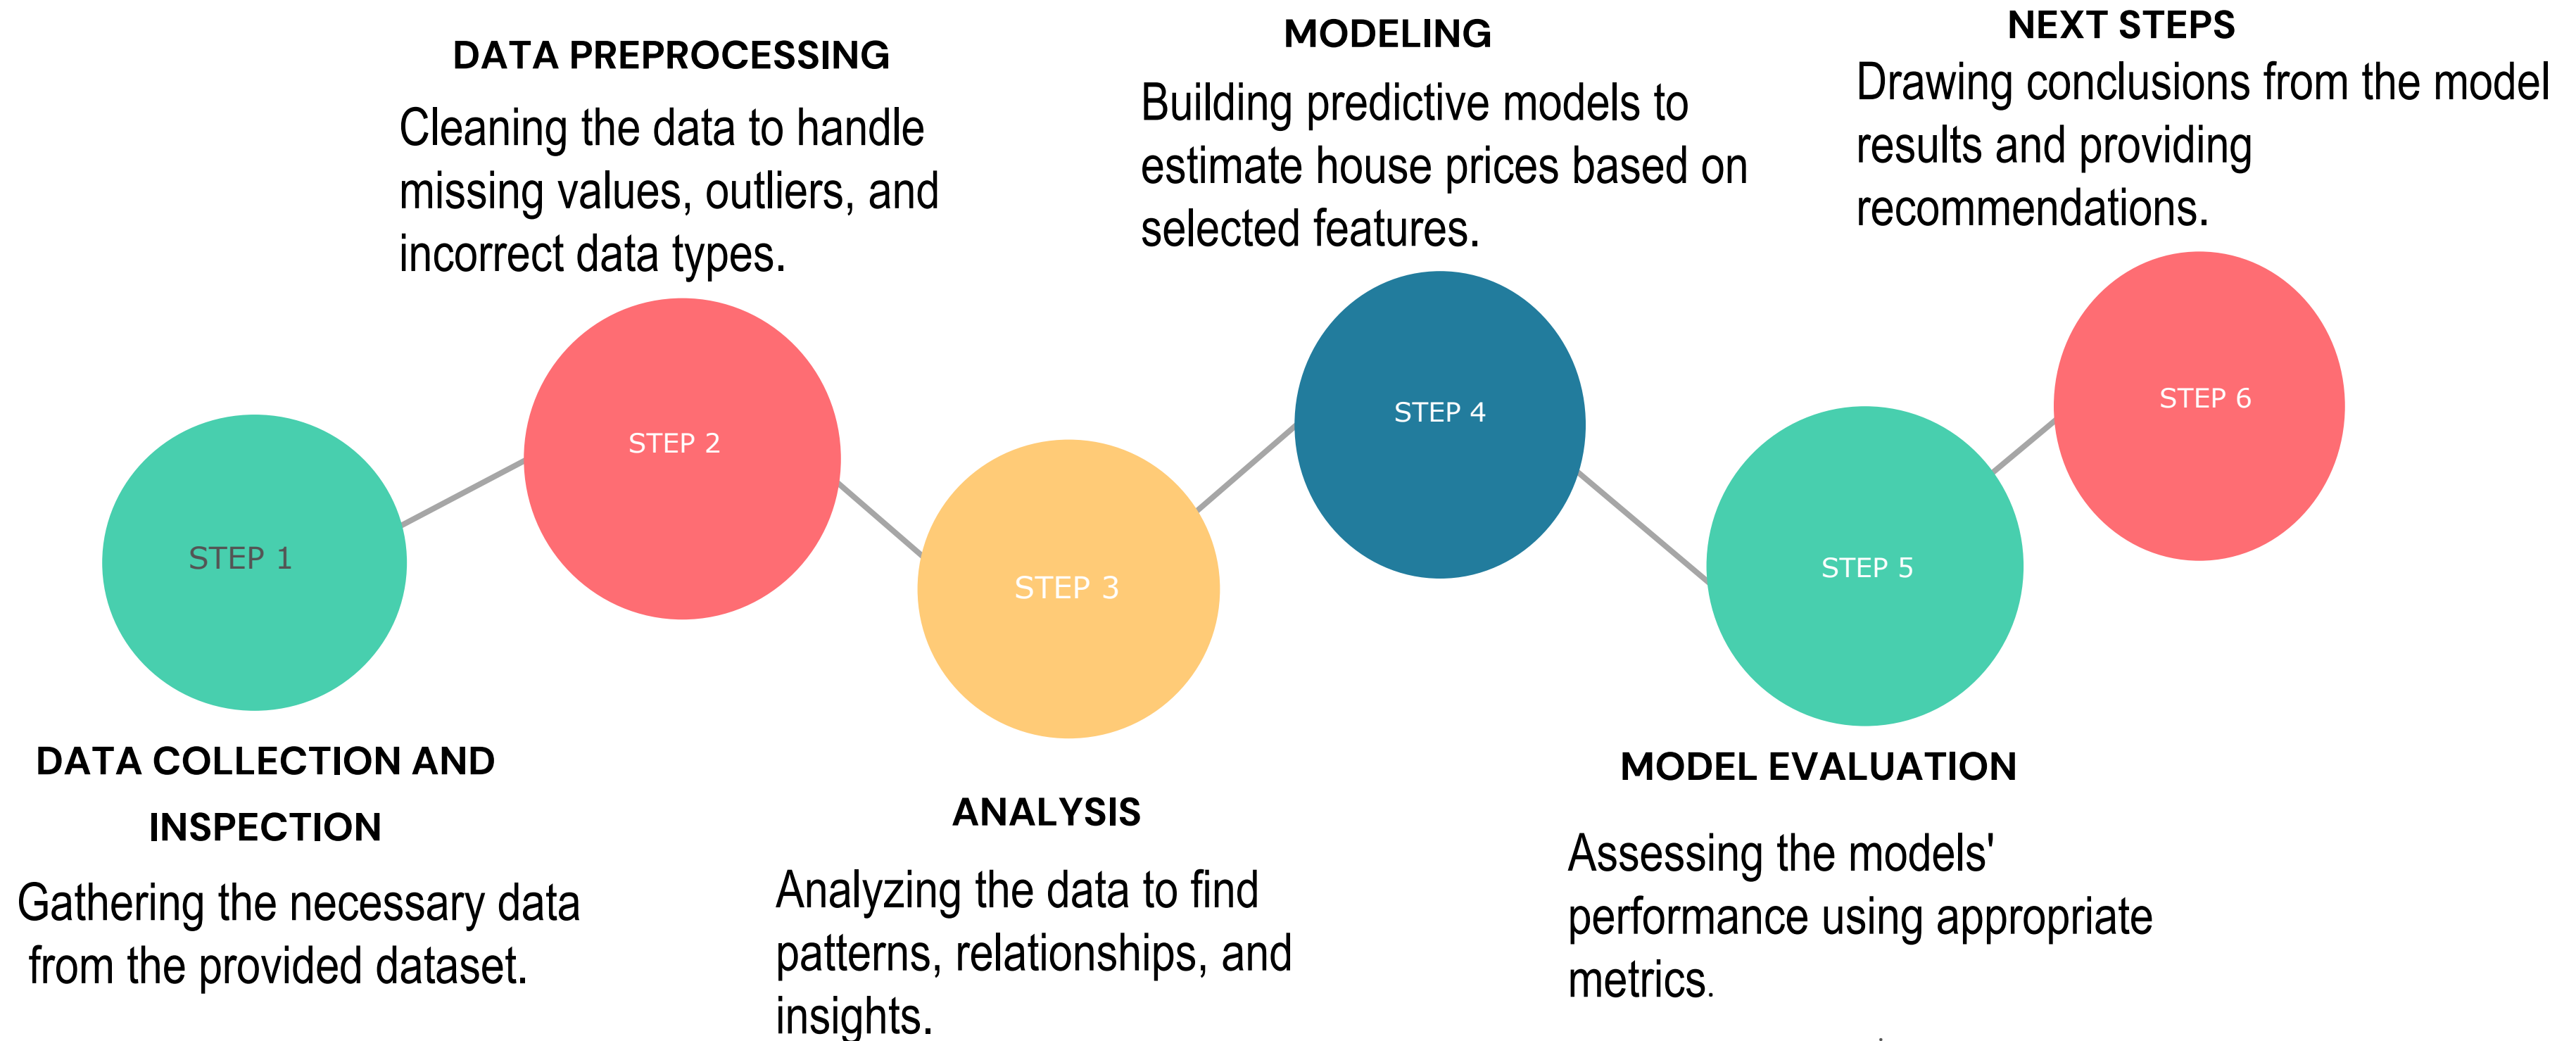 DATA COLLECTION AND
INSPECTION
Gathering the necessary data
from the provided dataset.
STEP 1
DATA PREPROCESSING
Cleaning the data to handle
missing values, outliers, and
incorrect data types.
STEP 2
STEP 3
ANALYSIS
Analyzing the data to find
patterns, relationships, and
insights.
MODELING
Building predictive models to
estimate house prices based on
selected features.
STEP 4
STEP 5
MODEL EVALUATION
Assessing the models'
performance using appropriate
metrics.
NEXT STEPS
Drawing conclusions from the model
results and providing
recommendations.
STEP 6